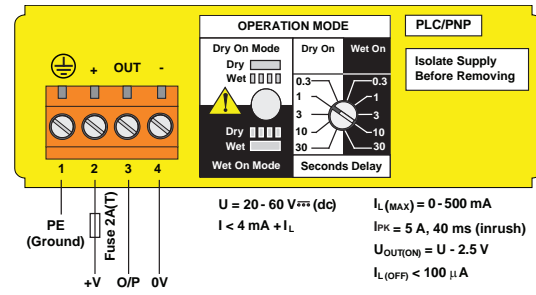 OPERATION MODE
PLC/PNP
Dry On Mode
Dry On
Wet On
Dry
Wet
Isolate Supply
Before Removing
+ OUT -
0.3 0.3
1 1
3 3
10 10
30 30
Dry
Wet
Wet On Mode
Seconds Delay
1 2 3 4
PE
(Ground)
Fuse 2A(T)
+V O/P 0V
U = 20 - 60 V⎓ (dc)
I < 4 mA + IL
IL (MAX) = 0 - 500 mA
IPK = 5 A, 40 ms (inrush)
UOUT(ON) = U - 2.5 V
IL (OFF) < 100 μA